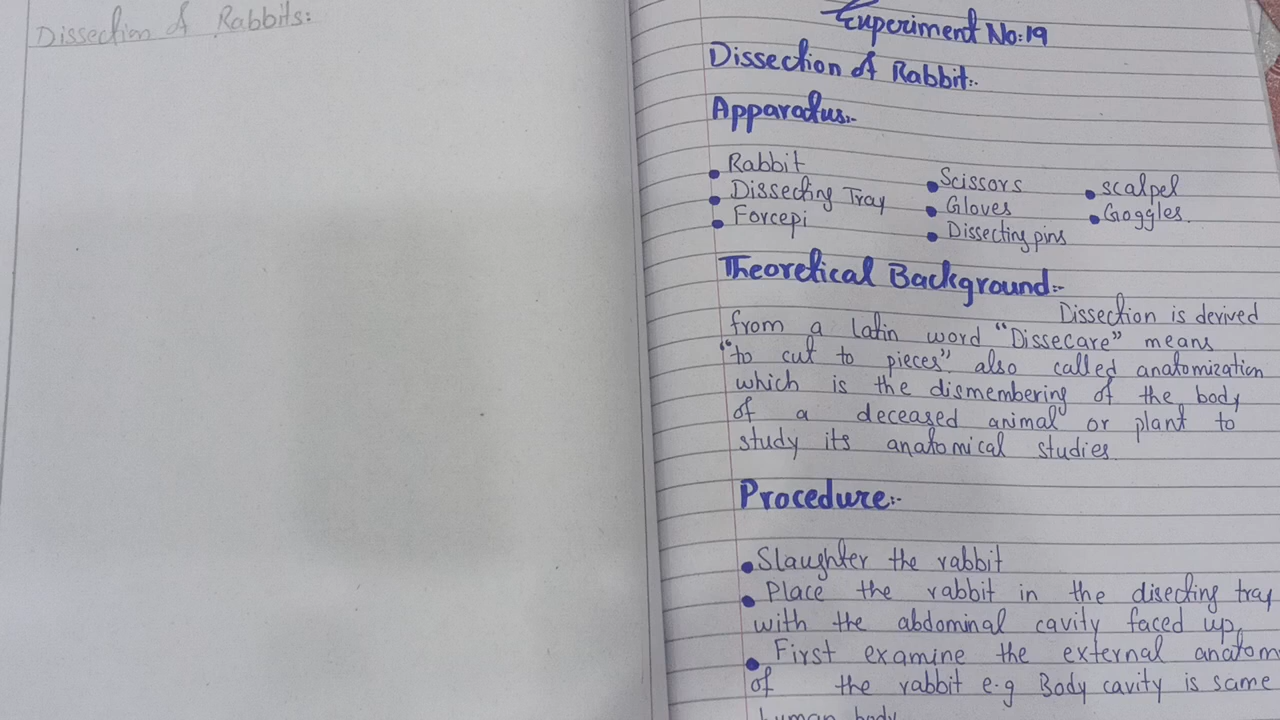 Dissection of Rabbits:
Experiment No:19
Dissection of Rabbit:-
Apparatus:-
• Rabbit
• Dissecting Tray
• Forcepi
• Scissors
• Gloves
• Dissecting pins
• scalpel
• Goggles.
Theoretical Background:-
Dissection is derived
from a latin word "Dissecare" means
"to cut to pieces" also called anatomization
which is the dismembering of the body
of a deceased animal or plant to
study its anatomical studies.
Procedure:-
• Slaughter the rabbit
• Place the rabbit in the disecting tray
with the abdominal cavity faced up.
• First examine the external anatom
of the rabbit e.g Body cavity is same
human body